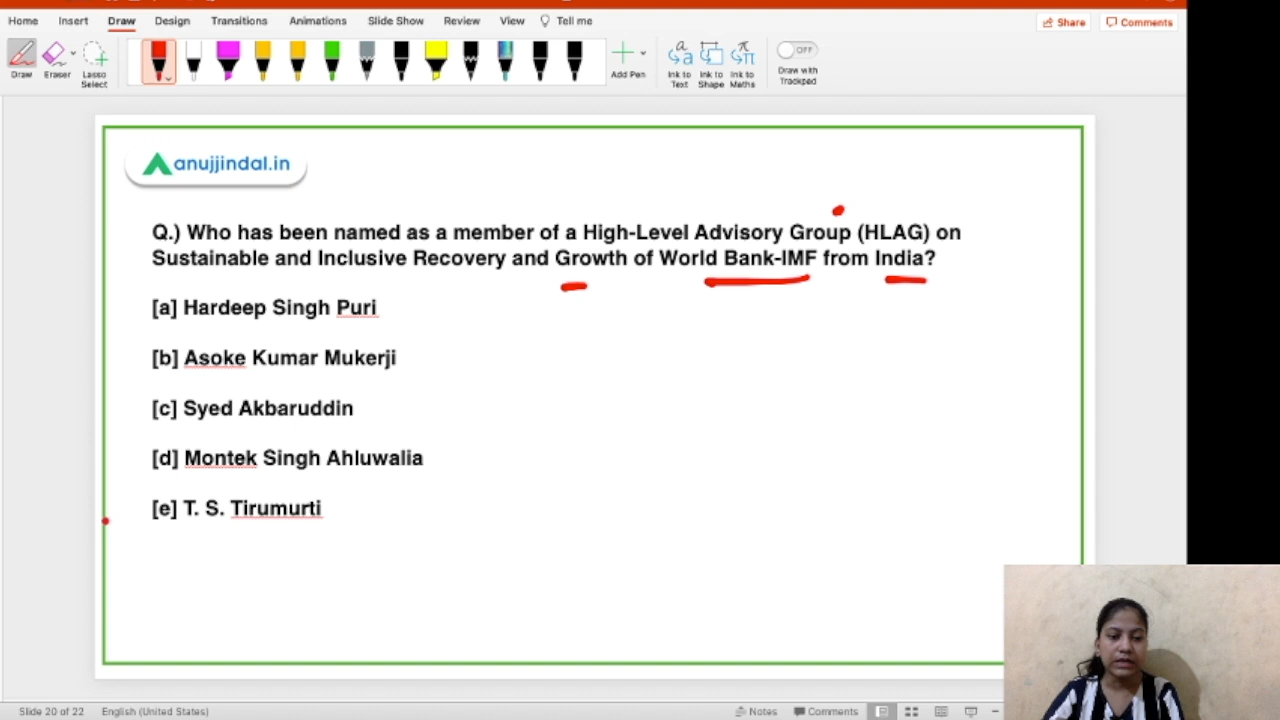 Home Insert Draw Design Transitions Animations Slide Show Review View Tell me Share Comments
Draw Eraser Lasso Select Add Pen Ink to Text Ink to Shape Ink to Maths OFF Draw with Trackpad
anujjindal.in
Q.) Who has been named as a member of a High-Level Advisory Group (HLAG) on
Sustainable and Inclusive Recovery and Growth of World Bank-IMF from India?
[a] Hardeep Singh Puri
[b] Asoke Kumar Mukerji
[c] Syed Akbaruddin
[d] Montek Singh Ahluwalia
[e] T. S. Tirumurti
Slide 20 of 22 English (United States) Notes Comments